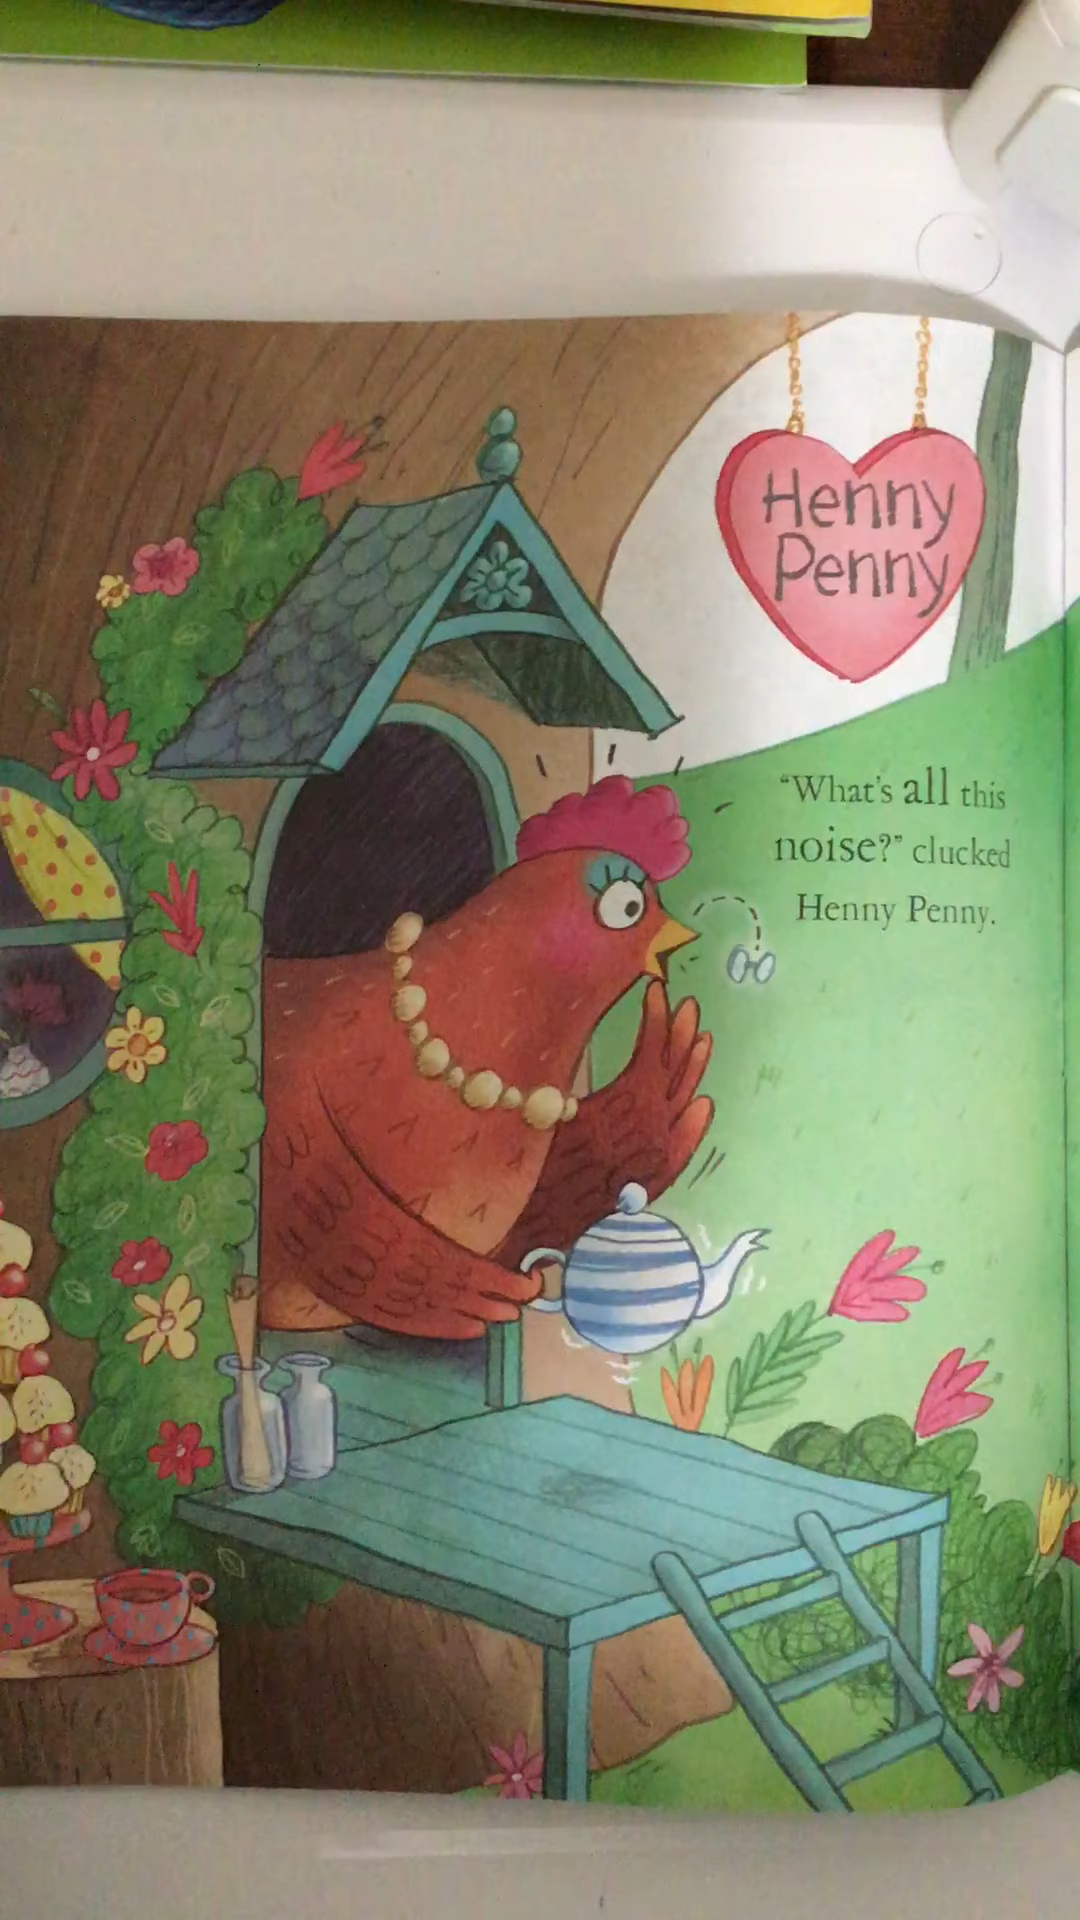 Henny
Penny
“What's all this
noise?” clucked
Henny Penny.